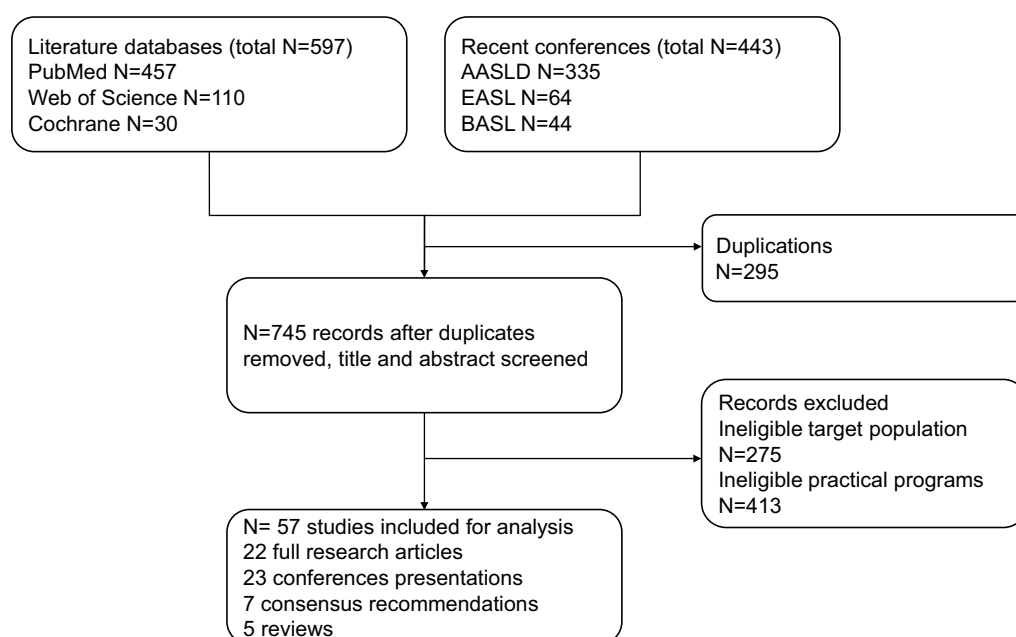 Literature databases (total N=597)
PubMed N=457
Web of Science N=110
Cochrane N=30
Recent conferences (total N=443)
AASLD N=335
EASL N=64
BASL N=44
Duplications
N=295
N=745 records after duplicates
removed, title and abstract screened
Records excluded
Ineligible target population
N=275
Ineligible practical programs
N=413
N= 57 studies included for analysis
22 full research articles
23 conferences presentations
7 consensus recommendations
5 reviews